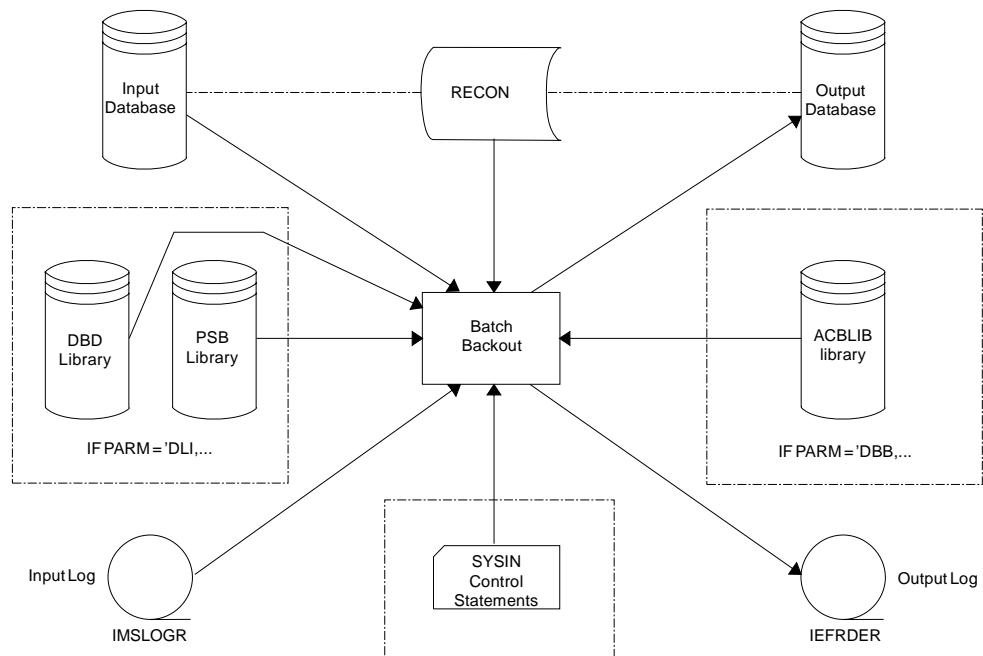 Input
Database
RECON
Output
Database
DBD
Library
PSB
Library
Batch
Backout
ACBLIB
library
IF PARM = 'DLI,...
IF PARM = 'DBB,...
SYSIN
Control
Statements
Input Log
Output Log
IMSLOGR
IEFRDER